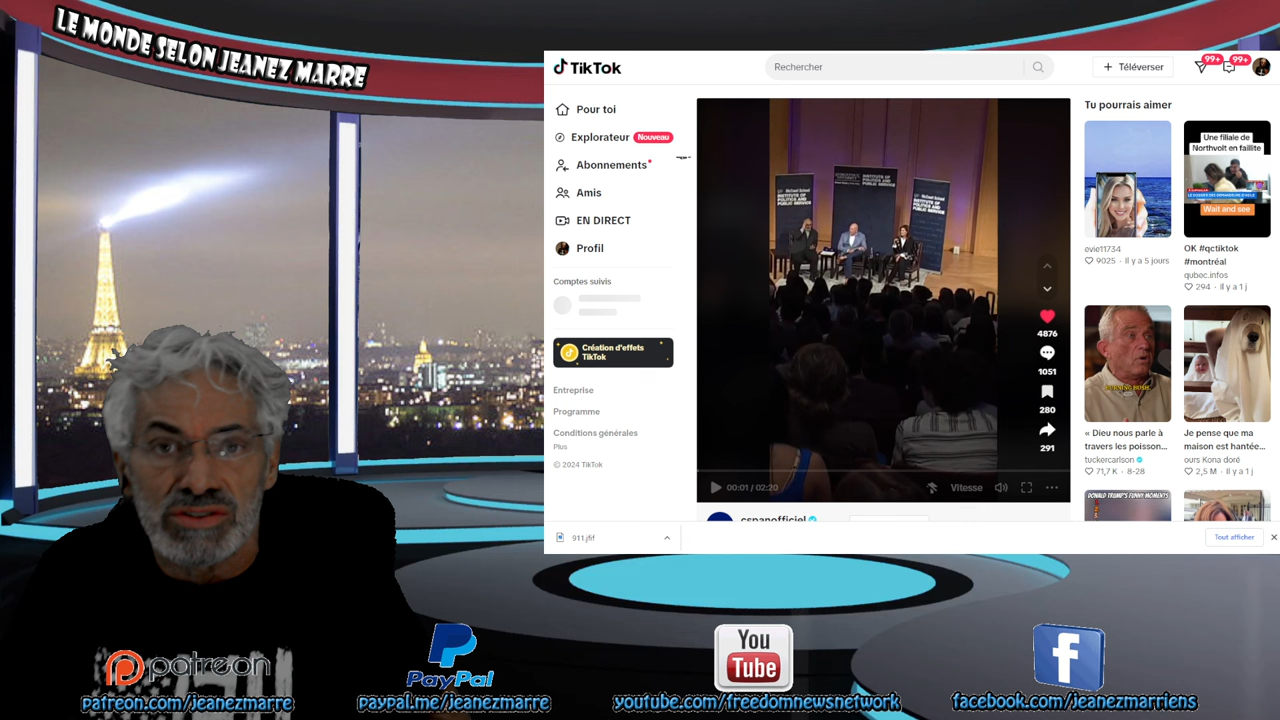 LE MONDE SELON JEANEZ MARRE
TikTok
Rechercher
Téléverser
99+
99+
Pour toi
Explorateur
Nouveau
Abonnements
Amis
EN DIRECT
Profil
Comptes suivis
Création d'effets
TikTok
Entreprise
Programme
Conditions générales
Plus
© 2024 TikTok
INSTITUTE OF
POLITICS AND
PUBLIC SERVICE
4876
1051
280
291
00:01 / 02:20
Vitesse
cspanofficiel
Tu pourrais aimer
evie11734
9025 · Il y a 5 jours
Une filiale de
Northvolt en faillite
Wait and see
OK #qctiktok
#montréal
qubec.infos
294 · Il y a 1 j
« Dieu nous parle à
travers les poisson...
tuckercarlson
71,7 K · 8-28
Je pense que ma
maison est hantée...
ours Kona doré
2,5 M · Il y a 1 j
DONALD TRUMP'S FUNNY MOMENTS
911.jfif
Tout afficher
patreon
patreon.com/jeanezmarre
PayPal
paypal.me/jeanezmarre
You
Tube
youtube.com/freedomnewsnetwork
f
facebook.com/jeanezmarriens